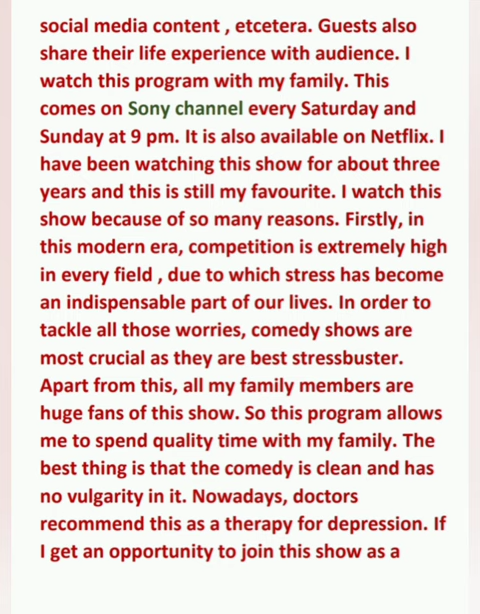 social media content , etcetera. Guests also
share their life experience with audience. I
watch this program with my family. This
comes on Sony channel every Saturday and
Sunday at 9 pm. It is also available on Netflix. I
have been watching this show for about three
years and this is still my favourite. I watch this
show because of so many reasons. Firstly, in
this modern era, competition is extremely high
in every field , due to which stress has become
an indispensable part of our lives. In order to
tackle all those worries, comedy shows are
most crucial as they are best stressbuster.
Apart from this, all my family members are
huge fans of this show. So this program allows
me to spend quality time with my family. The
best thing is that the comedy is clean and has
no vulgarity in it. Nowadays, doctors
recommend this as a therapy for depression. If
I get an opportunity to join this show as a